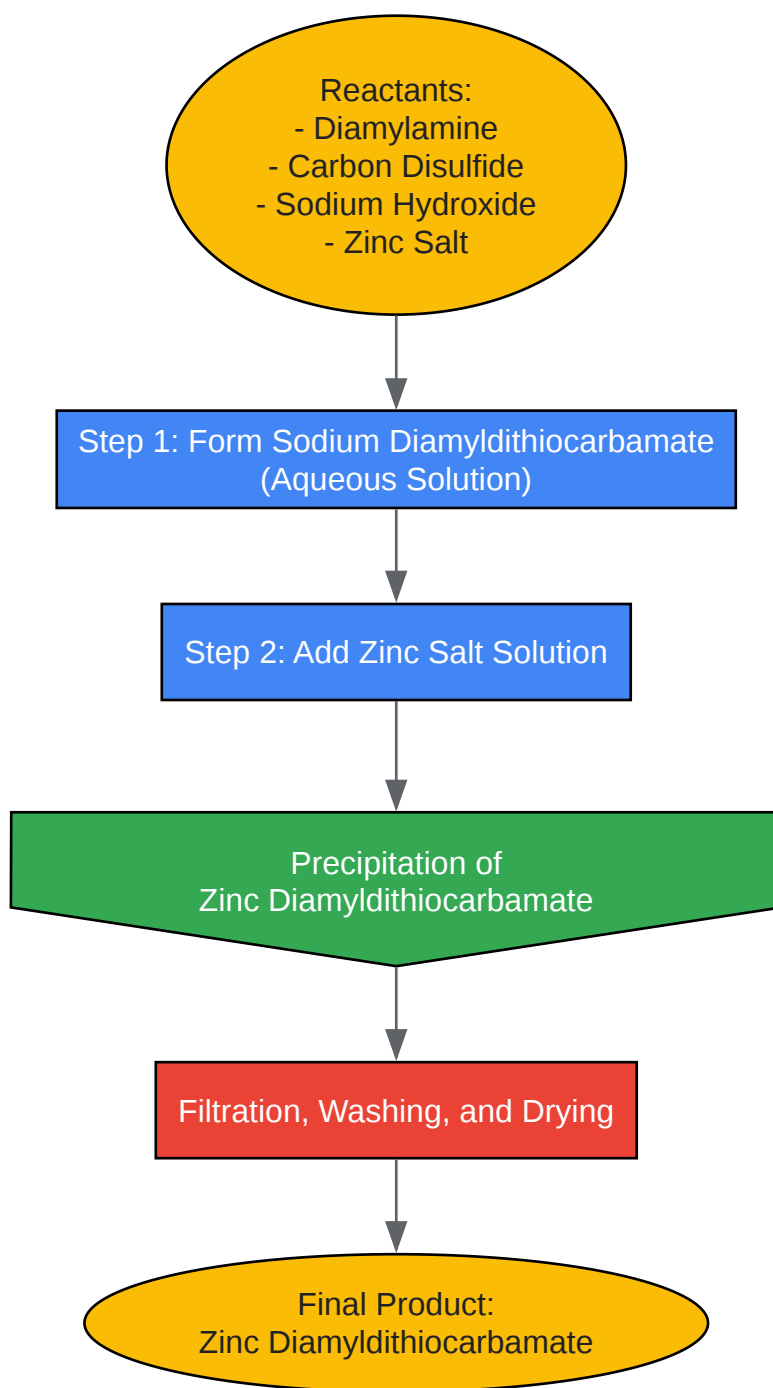 Reactants:
- Diamylamine
- Carbon Disulfide
- Sodium Hydroxide
- Zinc Salt
Step 1: Form Sodium Diamyldithiocarbamate
(Aqueous Solution)
Step 2: Add Zinc Salt Solution
Precipitation of
Zinc Diamyldithiocarbamate
Filtration, Washing, and Drying
Final Product:
Zinc Diamyldithiocarbamate